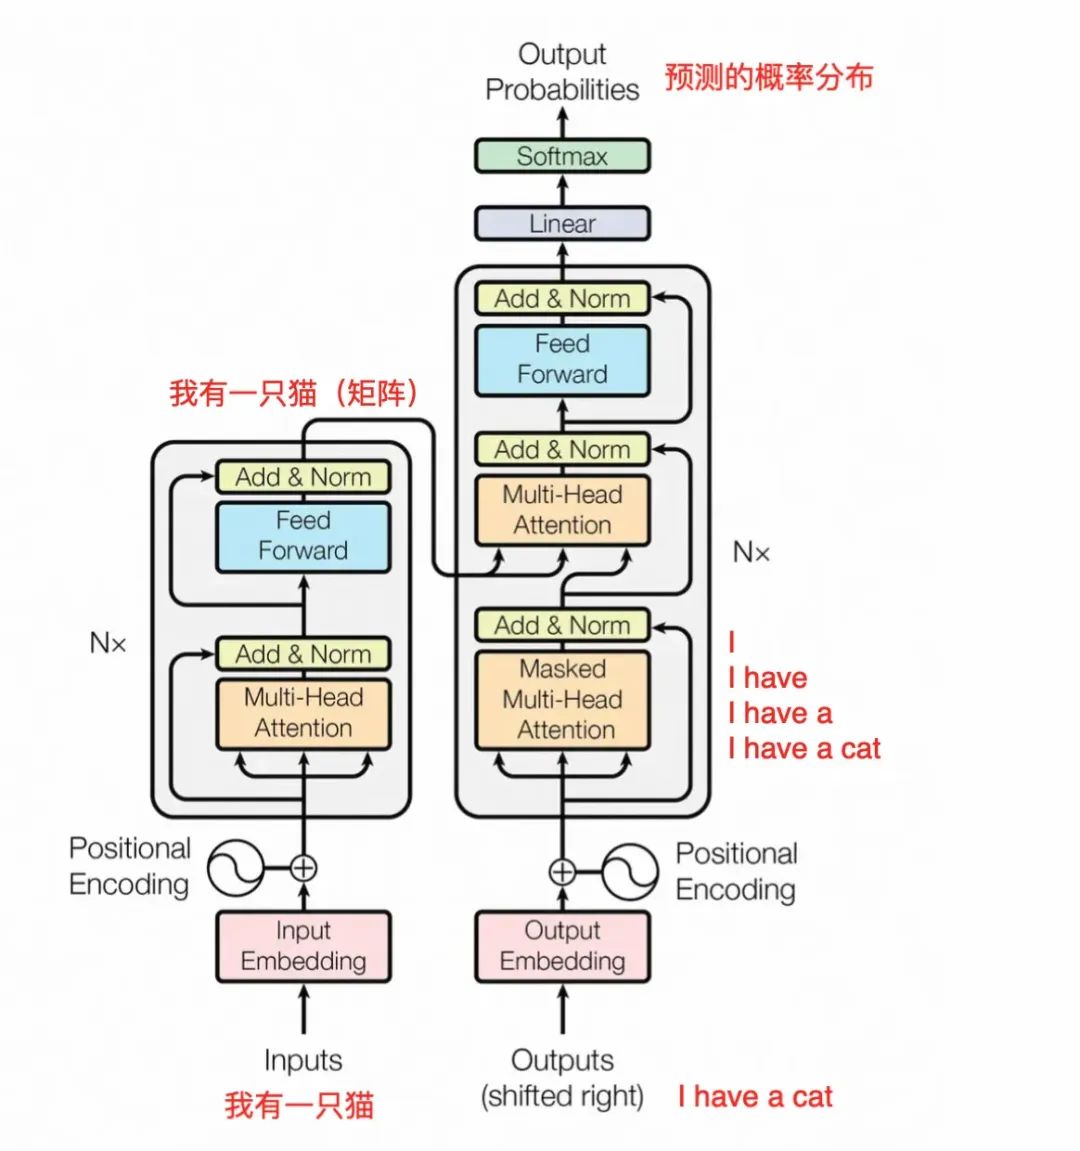 Output
Probabilities
预测的概率分布
Softmax
Linear
Add & Norm
Feed
Forward
Add & Norm
Multi-Head
Attention
Add & Norm
Masked
Multi-Head
Attention
N×
I
I have
I have a
I have a cat
我有一只猫（矩阵）
Add & Norm
Feed
Forward
Add & Norm
Multi-Head
Attention
N×
Positional
Encoding
Input
Embedding
Inputs
我有一只猫
Positional
Encoding
Output
Embedding
Outputs
(shifted right)
I have a cat